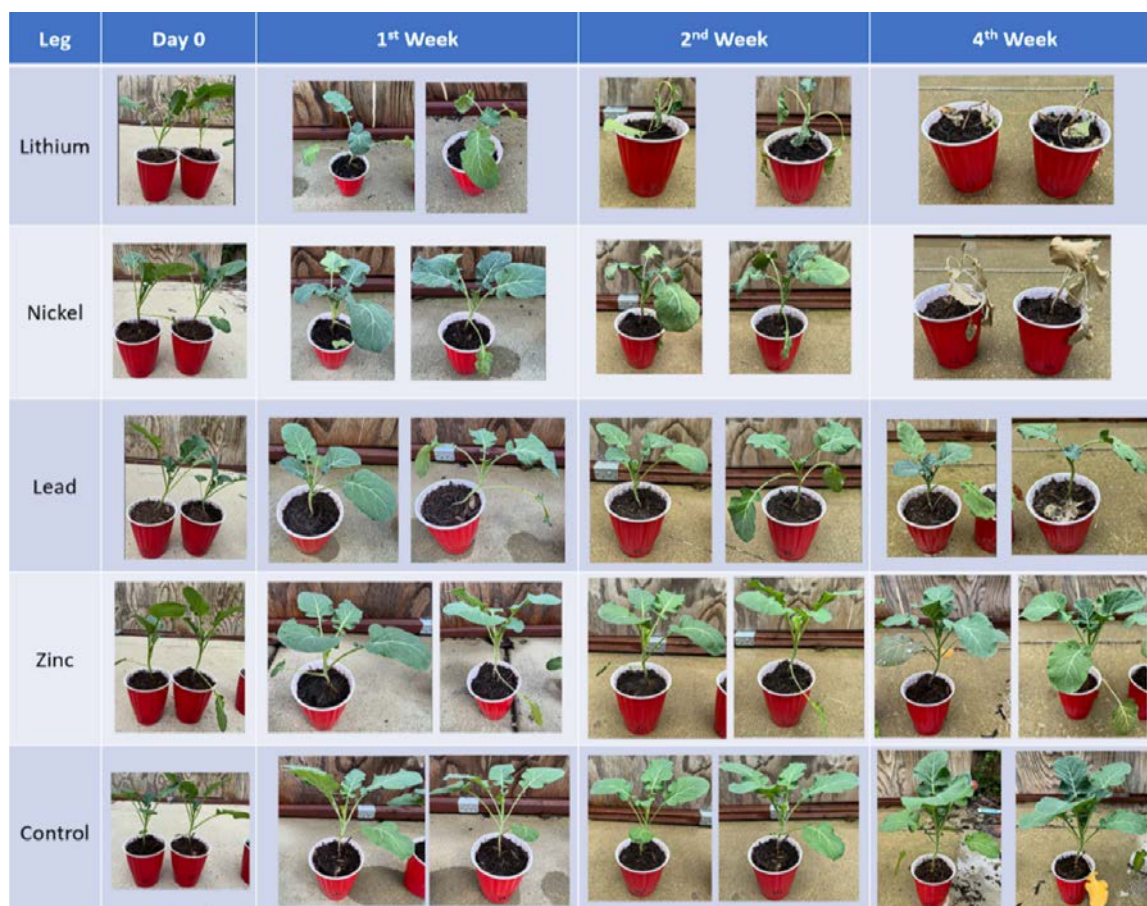 Leg Day 0 1st Week 2nd Week 4th Week
Lithium
Nickel
Lead
Zinc
Control